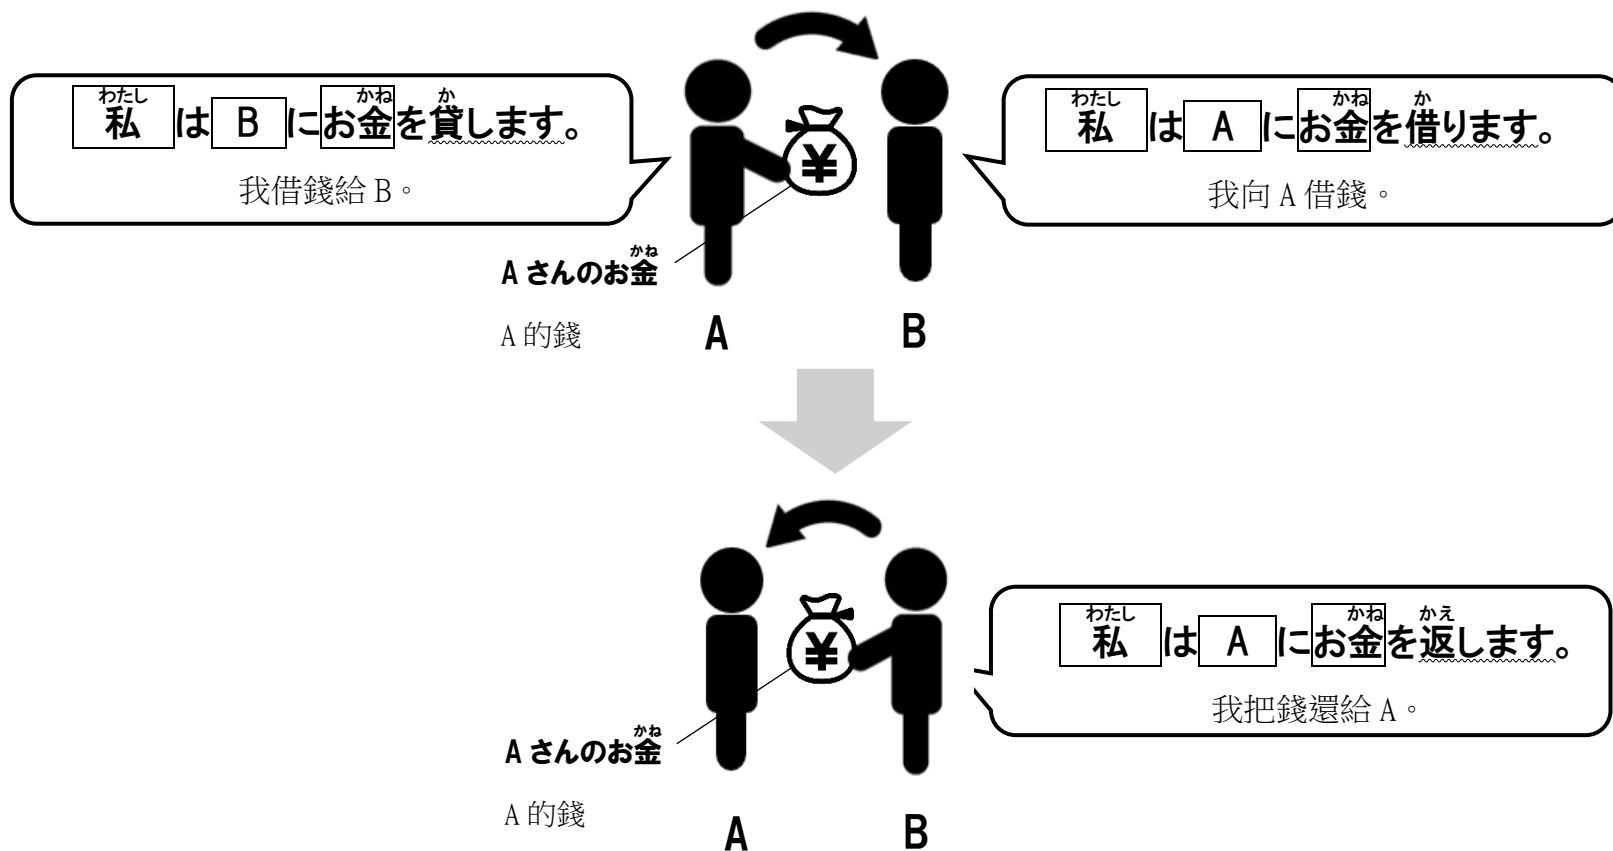 わたし かね か
私 は B にお金を貸します。
我借錢給 B。
わたし かね か
私 は A にお金を借ります。
我向 A 借錢。
¥
かね
A さんのお金
A 的錢
A B
わたし かね かえ
私 は A にお金を返します。
我把錢還給 A。
¥
かね
A さんのお金
A 的錢
A B